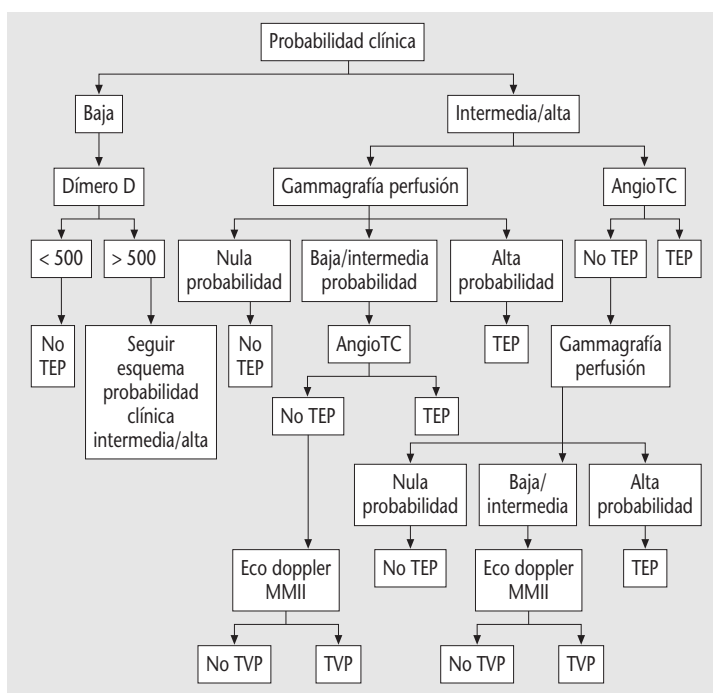 Probabilidad clínica
Baja
Intermedia/alta
Dímero D
Gammagrafía perfusión
AngioTC
< 500
> 500
Nula
probabilidad
Baja/intermedia
probabilidad
Alta
probabilidad
No TEP
TEP
No
TEP
Seguir
esquema
probabilidad
clínica
intermedia/alta
No
TEP
AngioTC
TEP
Gammagrafía
perfusión
No TEP
TEP
Nula
probabilidad
Baja/
intermedia
Alta
probabilidad
Eco doppler
MMII
No TEP
Eco doppler
MMII
TEP
No TVP
TVP
No TVP
TVP